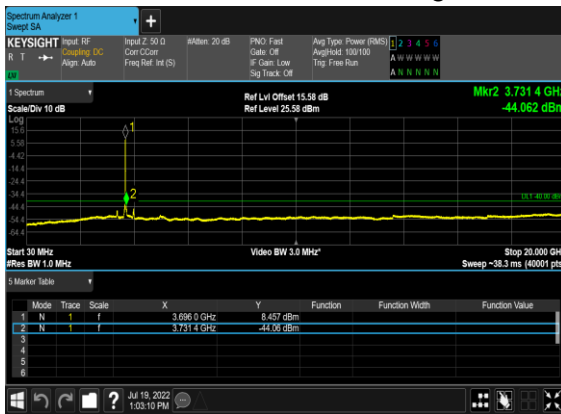 Spectrum Analyzer 1
Swept SA
KEYSIGHT Input: RF Input Z: 50 Ω #Atten: 20 dB PNO: Fast Avg Type: Power (RMS) 1 2 3 4 5 6
R T Coupling: DC Corr CCorr Gate: Off Avg|Hold: 100/100 A W W W W W
Align: Auto Freq Ref: Int (S) IF Gain: Low Trig: Free Run
LXI Sig Track: Off A N N N N N
1 Spectrum Ref Lvl Offset 15.58 dB Mkr2 3.731 4 GHz
Scale/Div 10 dB Ref Level 25.58 dBm -44.062 dBm
Log
15.6
1
5.58
-4.42
-14.4
-24.4
-34.4
2
DL1 -40.00 dBm
-44.4
-54.4
-64.4
Start 30 MHz Video BW 3.0 MHz* Stop 20.000 GHz
#Res BW 1.0 MHz Sweep ~38.3 ms (40001 pts)
5 Marker Table
Mode Trace Scale X Y Function Function Width Function Value
1 N 1 f 3.696 0 GHz 8.457 dBm
2 N 1 f 3.731 4 GHz -44.06 dBm
3
4
5
6
? Jul 19, 2022
1:03:10 PM